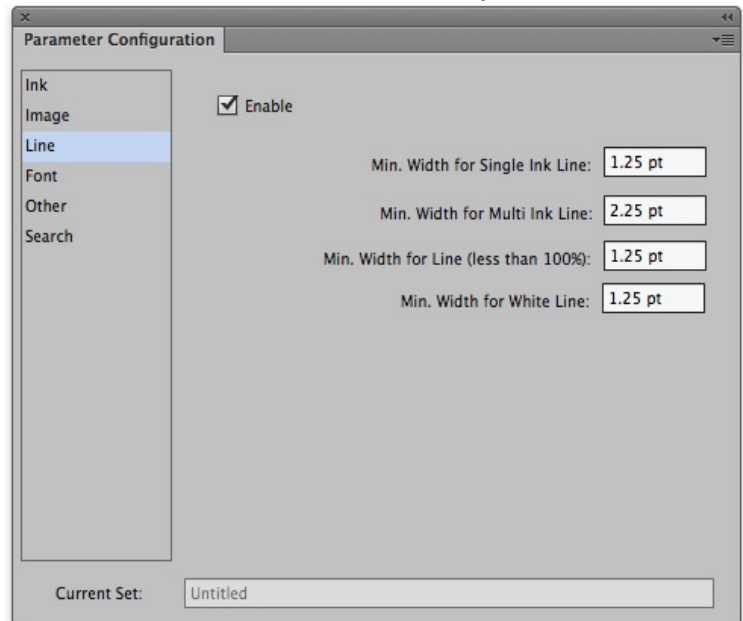 Parameter Configuration
Ink
Image
Line
Font
Other
Search
Enable
Min. Width for Single Ink Line: 1.25 pt
Min. Width for Multi Ink Line: 2.25 pt
Min. Width for Line (less than 100%): 1.25 pt
Min. Width for White Line: 1.25 pt
Current Set: Untitled